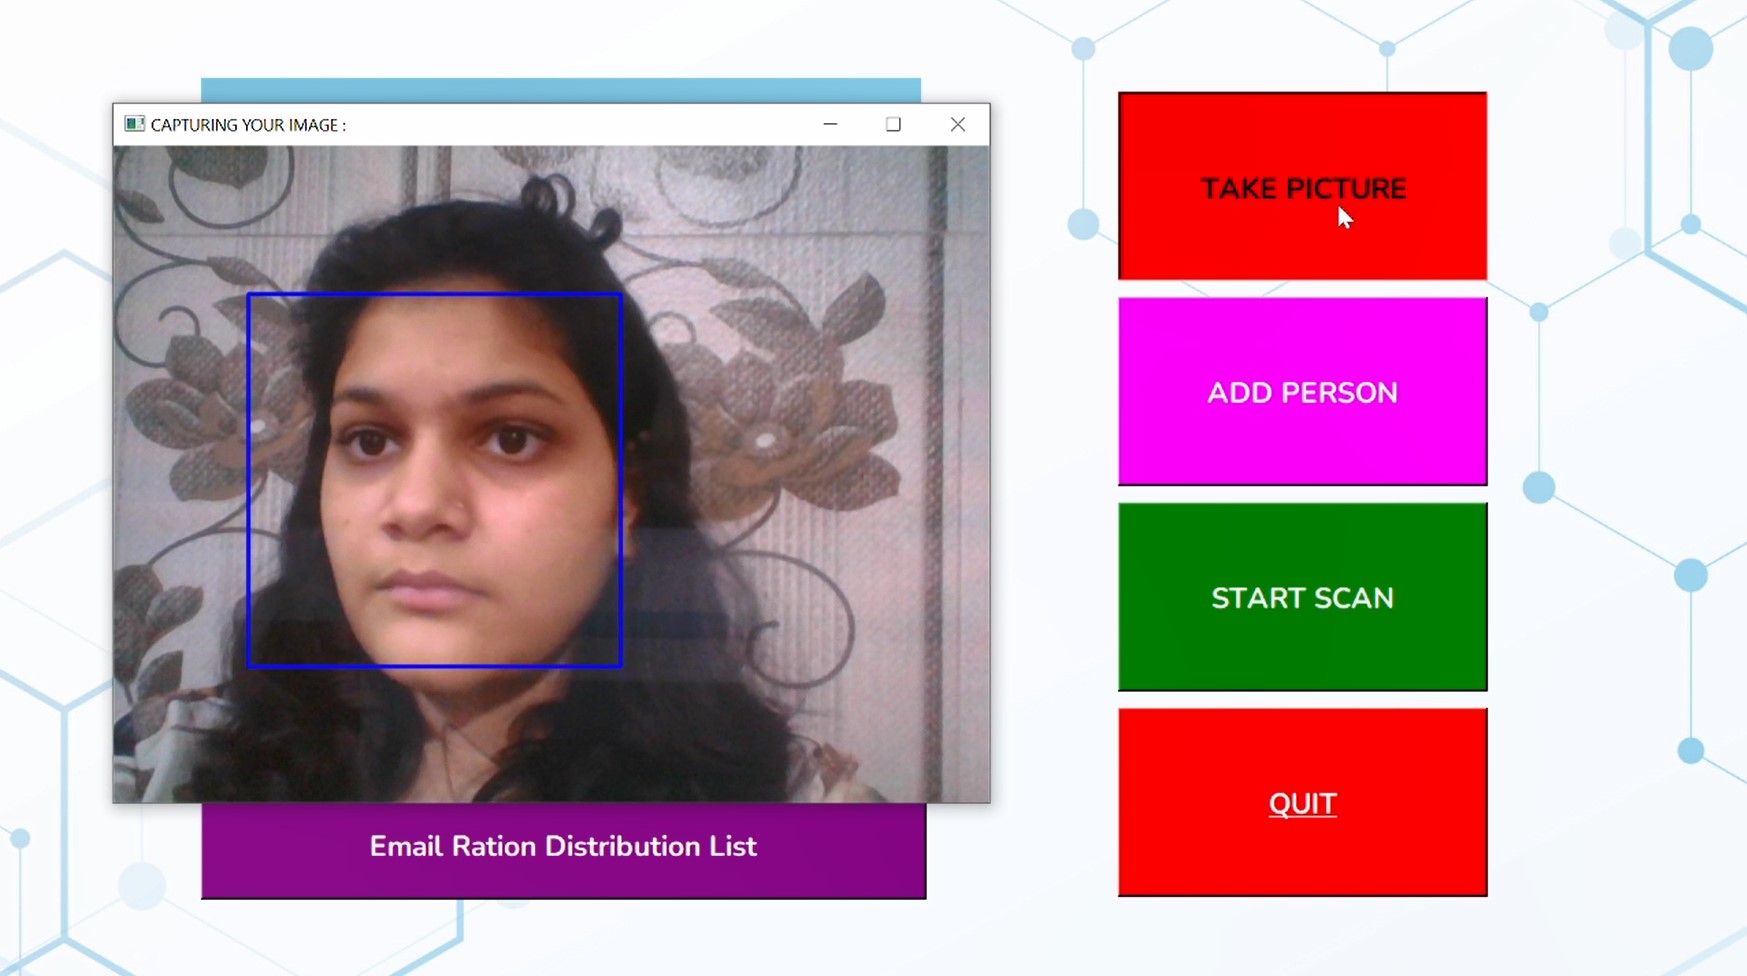 CAPTURING YOUR IMAGE :
TAKE PICTURE
ADD PERSON
START SCAN
QUIT
Email Ration Distribution List